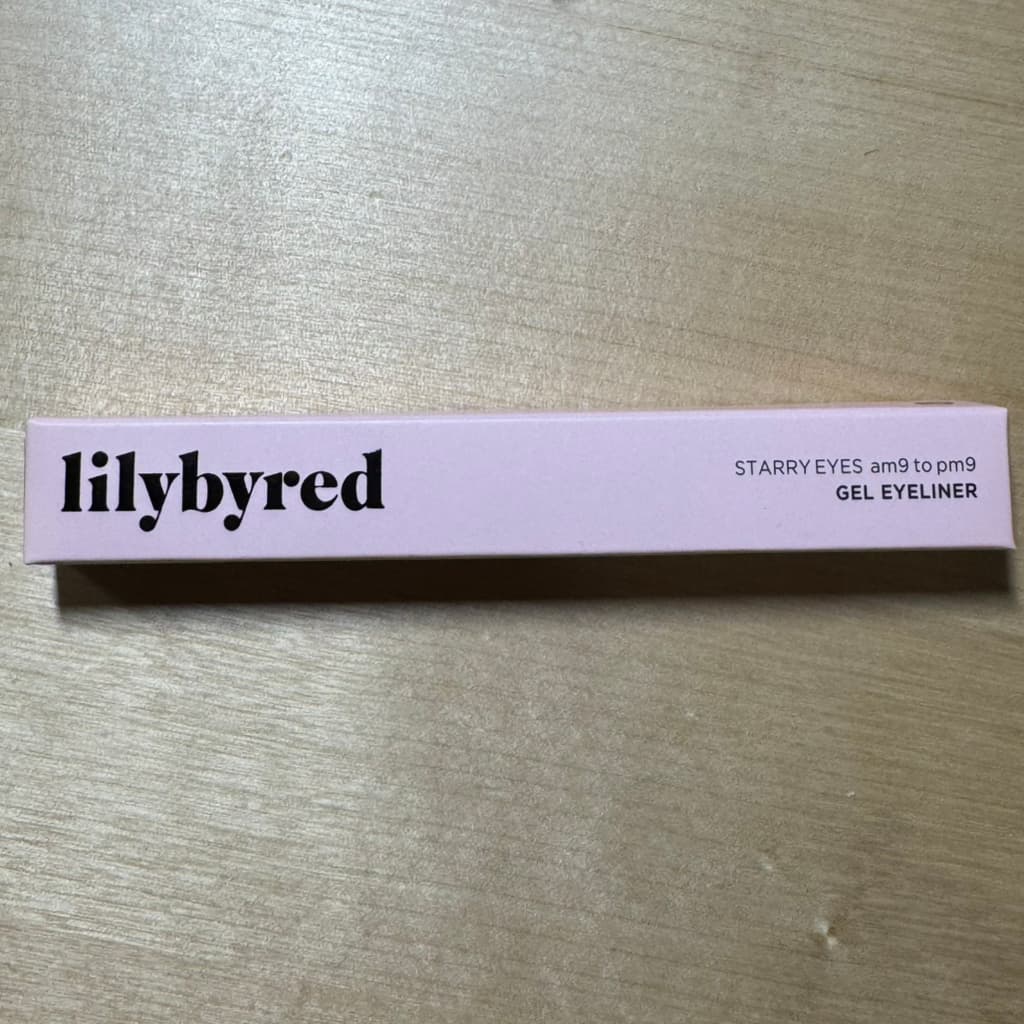 lilybyred
STARRY EYES am9 to pm9
GEL EYELINER